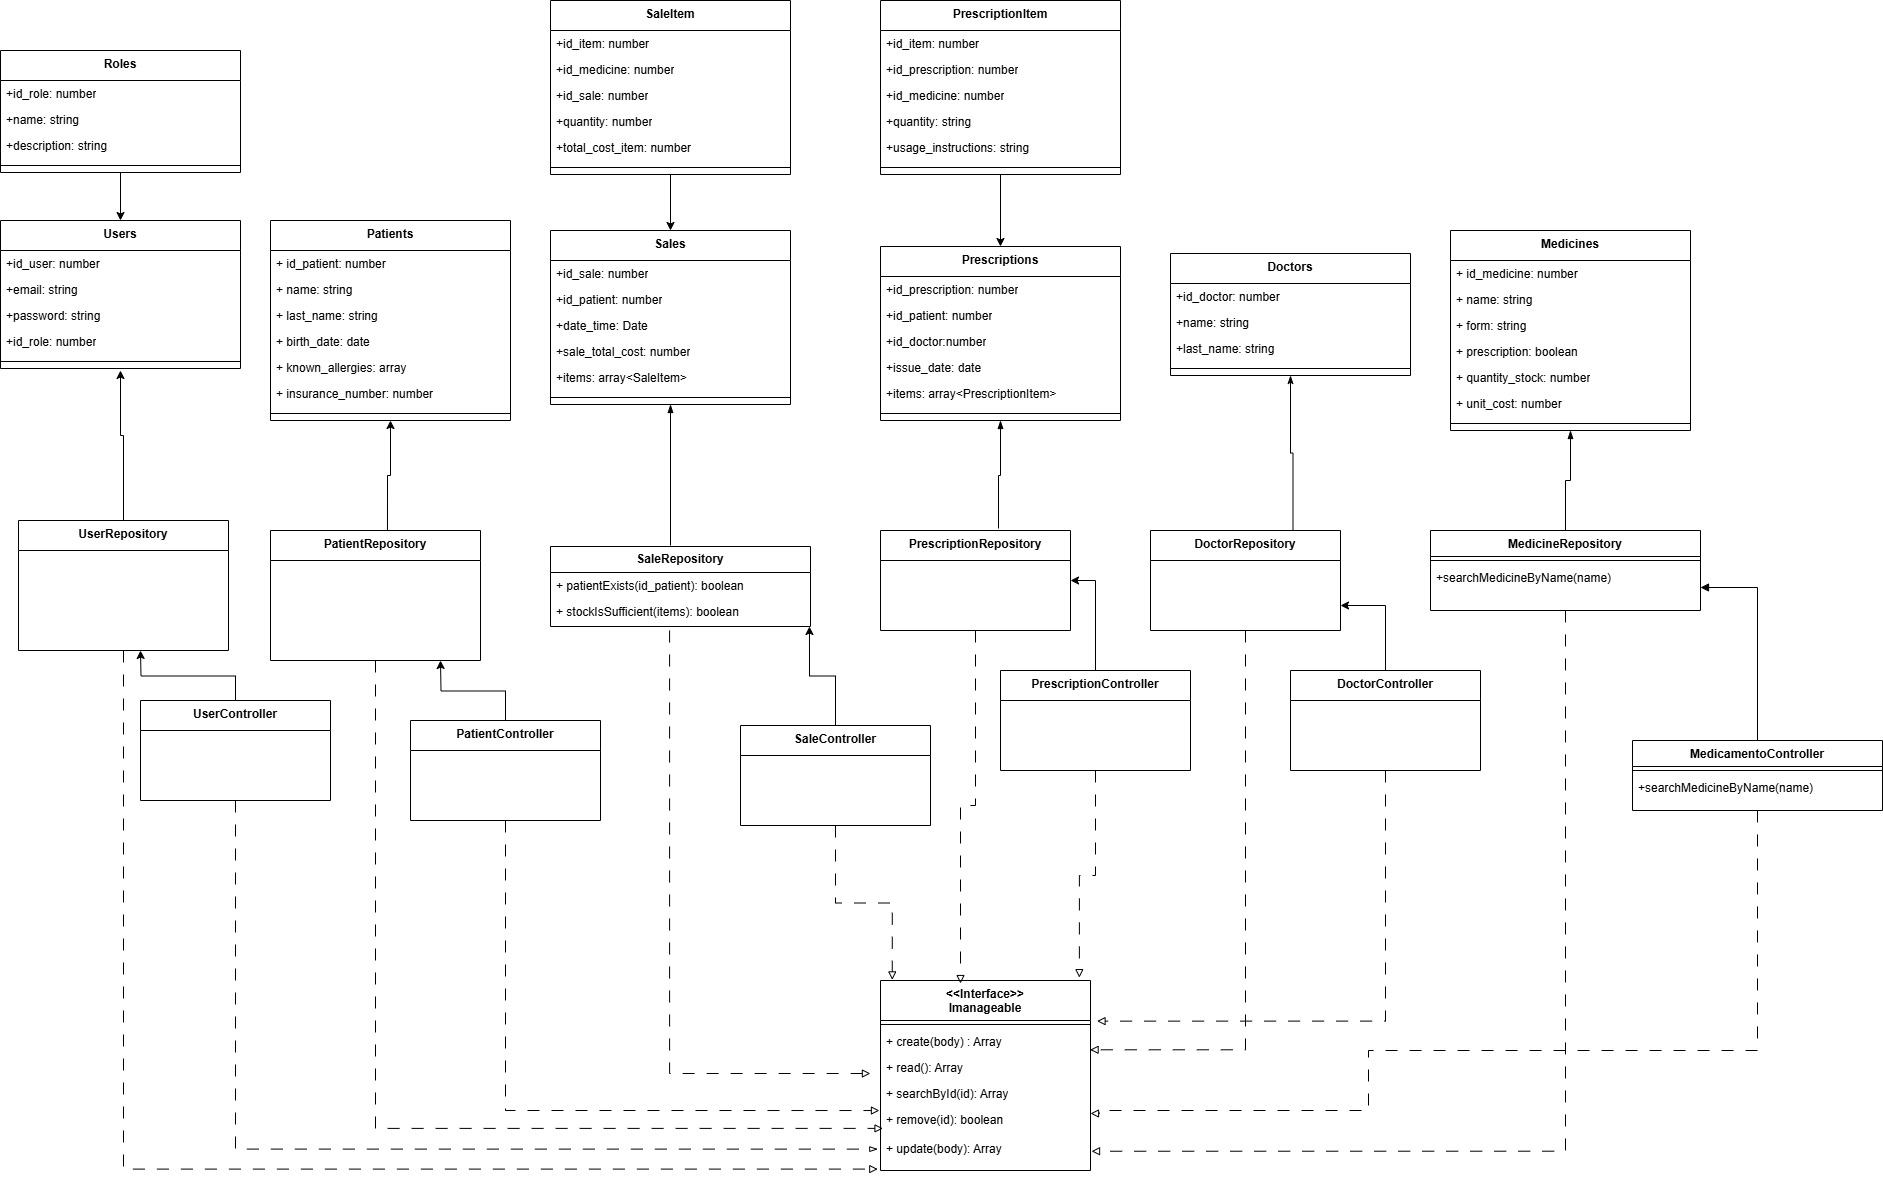 SaleItem
+id_item: number
+id_medicine: number
+id_sale: number
+quantity: number
+total_cost_item: number
PrescriptionItem
+id_item: number
+id_prescription: number
+id_medicine: number
+quantity: string
+usage_instructions: string
Roles
+id_role: number
+name: string
+description: string
Users
+id_user: number
+email: string
+password: string
+id_role: number
Patients
+ id_patient: number
+ name: string
+ last_name: string
+ birth_date: date
+ known_allergies: array
+ insurance_number: number
Sales
+id_sale: number
+id_patient: number
+date_time: Date
+sale_total_cost: number
+items: array<SaleItem>
Prescriptions
+id_prescription: number
+id_patient: number
+id_doctor:number
+issue_date: date
+items: array<PrescriptionItem>
Doctors
+id_doctor: number
+name: string
+last_name: string
Medicines
+ id_medicine: number
+ name: string
+ form: string
+ prescription: boolean
+ quantity_stock: number
+ unit_cost: number
UserRepository
PatientRepository
SaleRepository
+ patientExists(id_patient): boolean
+ stockIsSufficient(items): boolean
PrescriptionRepository
DoctorRepository
MedicineRepository
+searchMedicineByName(name)
UserController
PatientController
SaleController
PrescriptionController
DoctorController
MedicamentoController
+searchMedicineByName(name)
<<Interface>>
Imanageable
+ create(body) : Array
+ read(): Array
+ searchById(id): Array
+ remove(id): boolean
+ update(body): Array